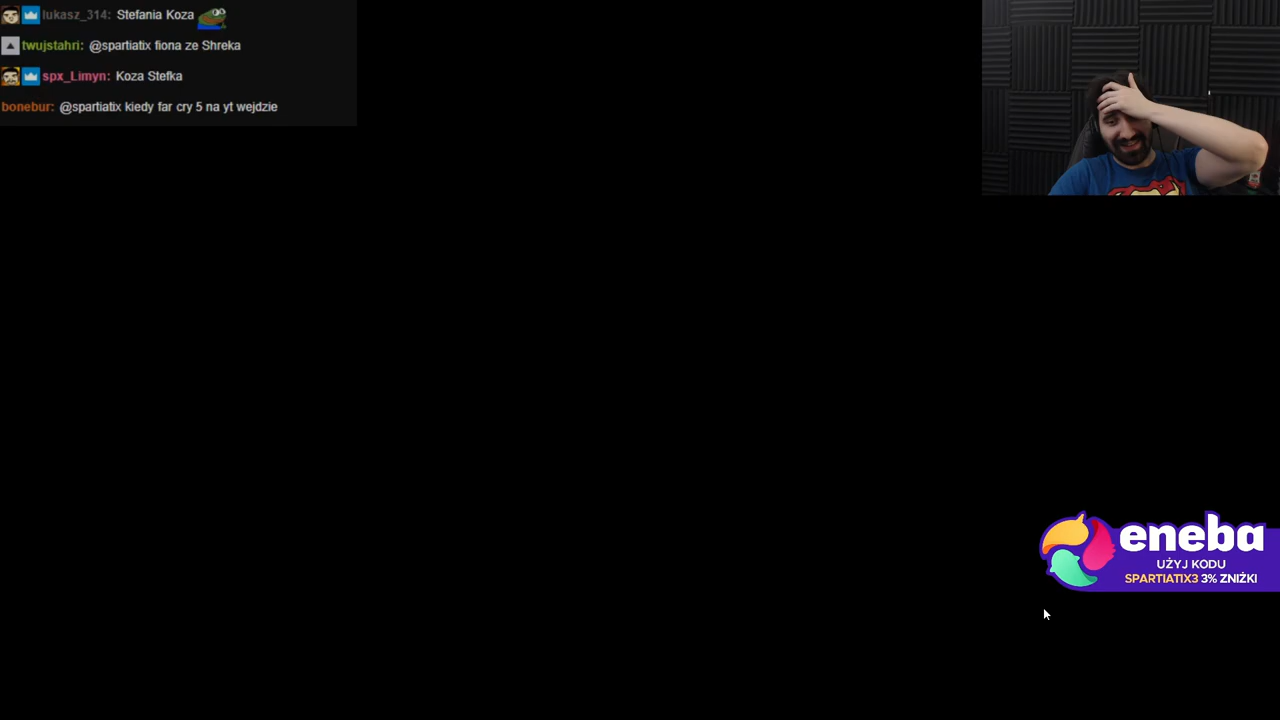 lukasz_314: Stefania Koza
twujstahri: @spartiatix fiona ze Shreka
spx_Limyn: Koza Stefka
bonebur: @spartiatix kiedy far cry 5 na yt wejdzie
eneba
UŻYJ KODU
SPARTIATIX3 3% ZNIŻKI